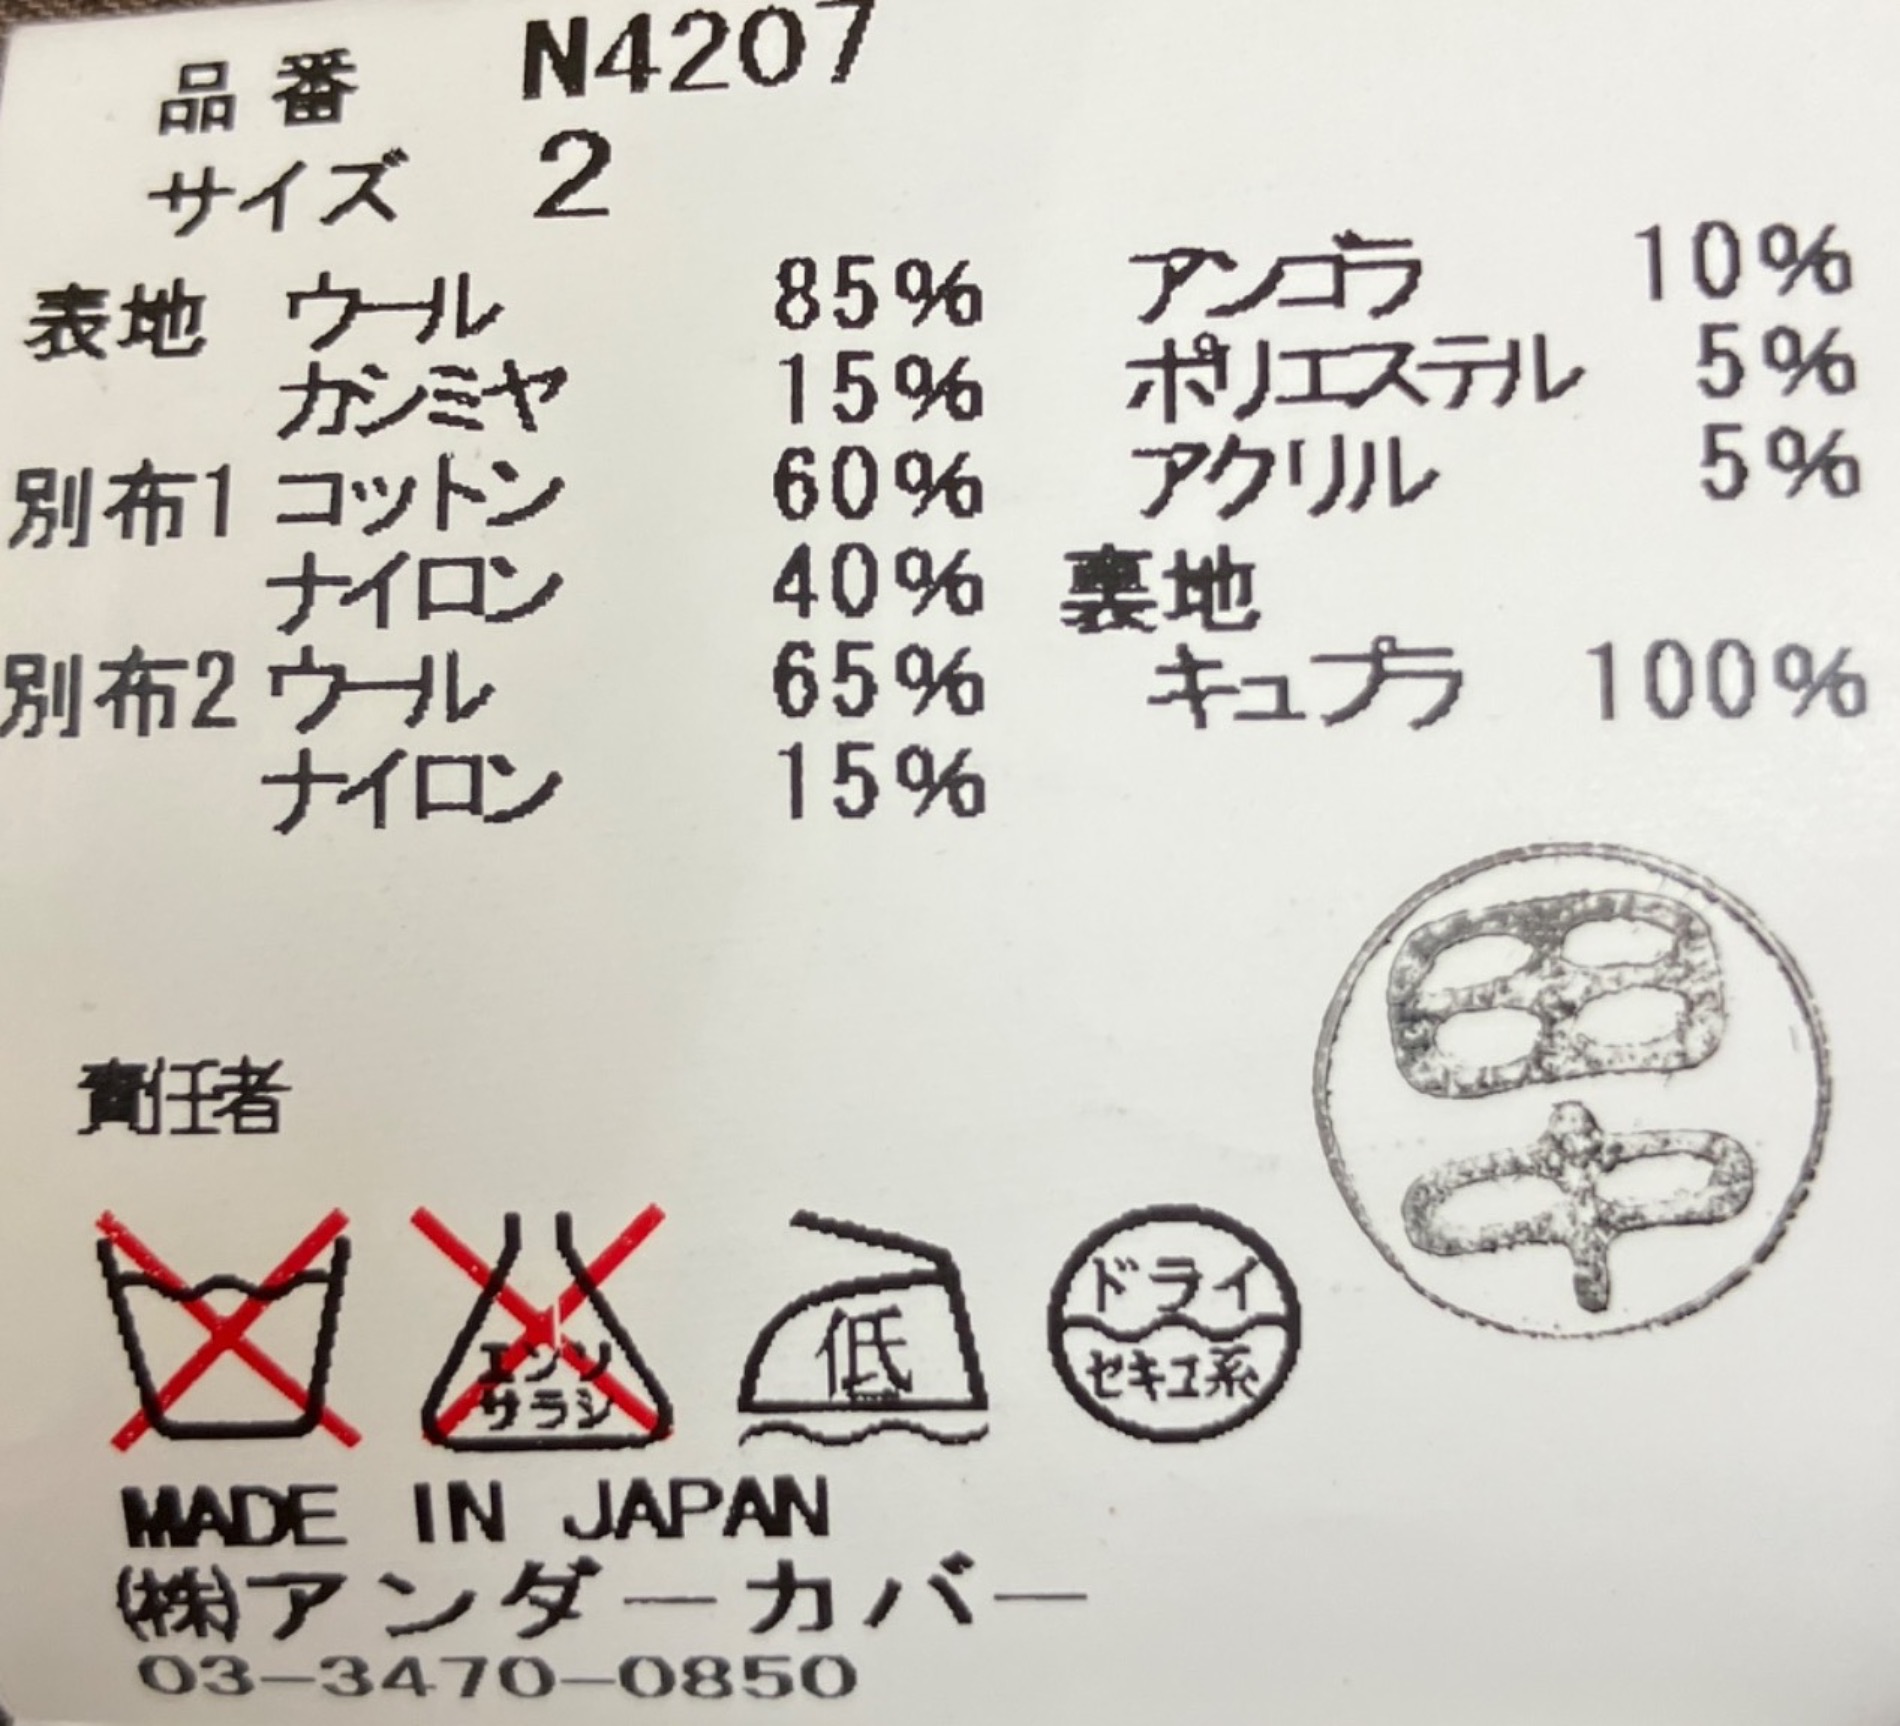 品番 N4207
サイズ 2
表地 ウール 85%
カシミヤ 15%
別布1 コットン 60%
ナイロン 40%
別布2 ウール 65%
ナイロン 15%
アンゴラ 10%
ポリエステル 5%
アクリル 5%
裏地
キュプラ 100%
責任者
田中
エンソ
サラシ
低
ドライ
セキユ系
MADE IN JAPAN
㈱アンダーカバー
03-3470-0850